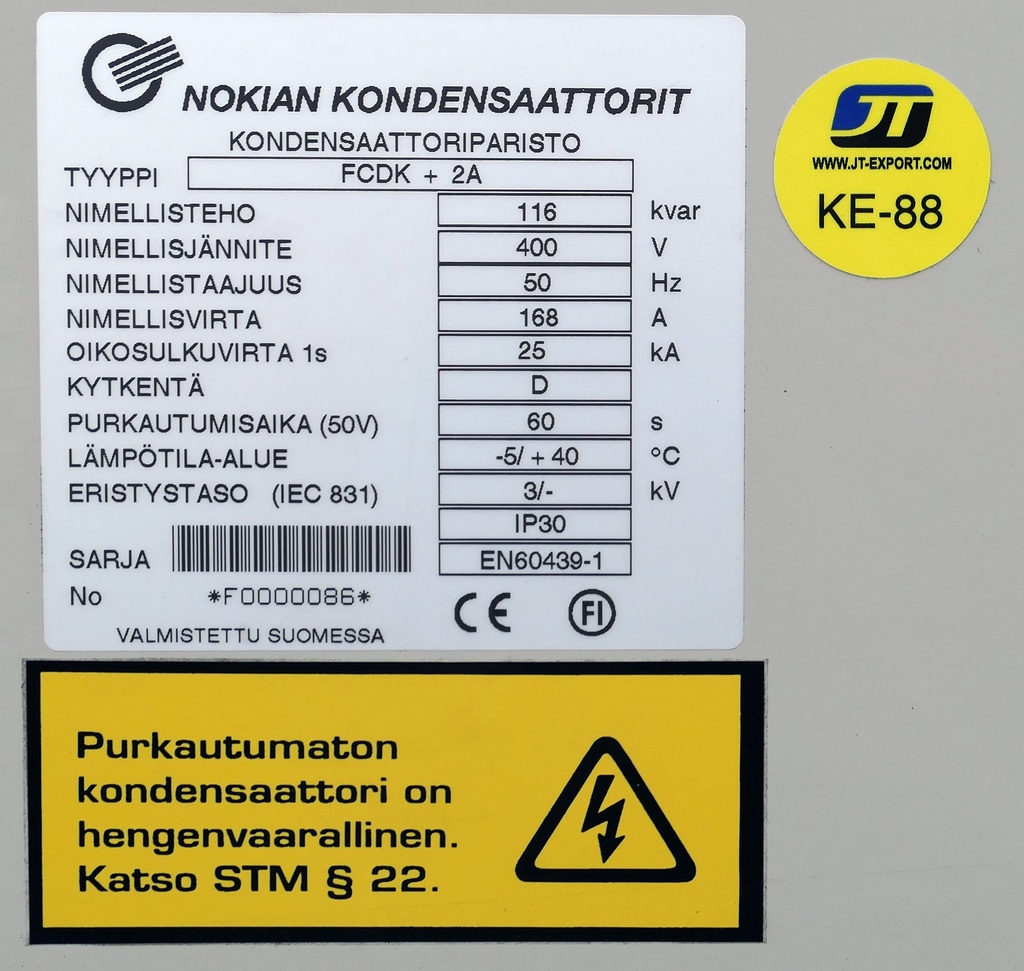 NOKIAN KONDENSAATTORIT
KONDENSAATTORIPARISTO
TYYPPI FCDK + 2A
NIMELLISTEHO 116 kvar
NIMELLISJÄNNITE 400 V
NIMELLISTAAJUUS 50 Hz
NIMELLISVIRTA 168 A
OIKOSULKUVIRTA 1s 25 kA
KYTKENTÄ D
PURKAUTUMISAIKA (50V) 60 s
LÄMPÖTILA-ALUE -5/ + 40 °C
ERISTYSTASO (IEC 831) 3/- kV
IP30
SARJA EN60439-1
No *F0000086* CE FI
VALMISTETTU SUOMESSA
JT
WWW.JT-EXPORT.COM
KE-88
Purkautumaton
kondensaattori on
hengenvaarallinen.
Katso STM § 22.